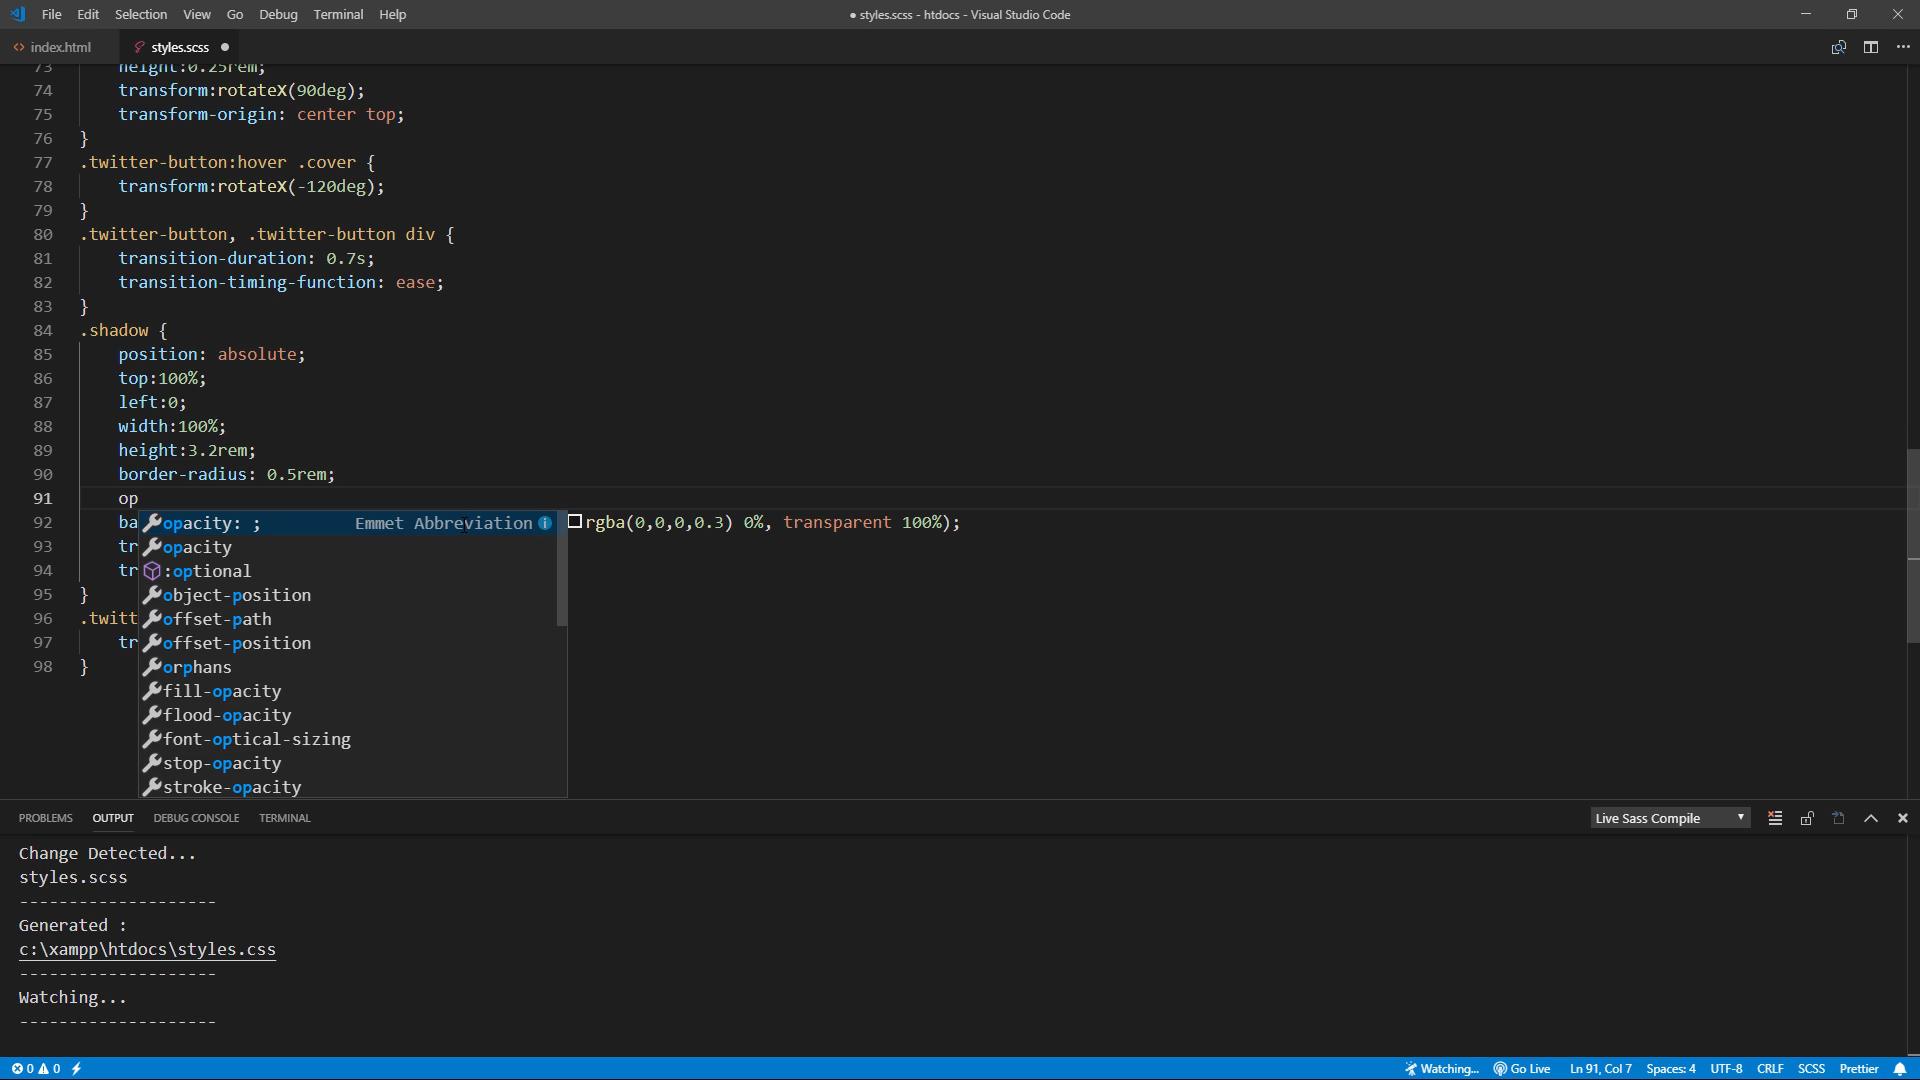 File Edit Selection View Go Debug Terminal Help
● styles.scss - htdocs - Visual Studio Code
index.html styles.scss
73 height:0.25rem;
74 transform:rotateX(90deg);
75 transform-origin: center top;
76 }
77 .twitter-button:hover .cover {
78 transform:rotateX(-120deg);
79 }
80 .twitter-button, .twitter-button div {
81 transition-duration: 0.7s;
82 transition-timing-function: ease;
83 }
84 .shadow {
85 position: absolute;
86 top:100%;
87 left:0;
88 width:100%;
89 height:3.2rem;
90 border-radius: 0.5rem;
91 op
92 ba rgba(0,0,0,0.3) 0%, transparent 100%);
93 tr
94 tr
95 }
96 .twitt
97 tr
98 }
opacity: ; Emmet Abbreviation
opacity
:optional
object-position
offset-path
offset-position
orphans
fill-opacity
flood-opacity
font-optical-sizing
stop-opacity
stroke-opacity
PROBLEMS OUTPUT DEBUG CONSOLE TERMINAL
Live Sass Compile
Change Detected...
styles.scss
--------------------
Generated :
c:\xampp\htdocs\styles.css
--------------------
Watching...
--------------------
0 0 Watching... Go Live Ln 91, Col 7 Spaces: 4 UTF-8 CRLF SCSS Prettier